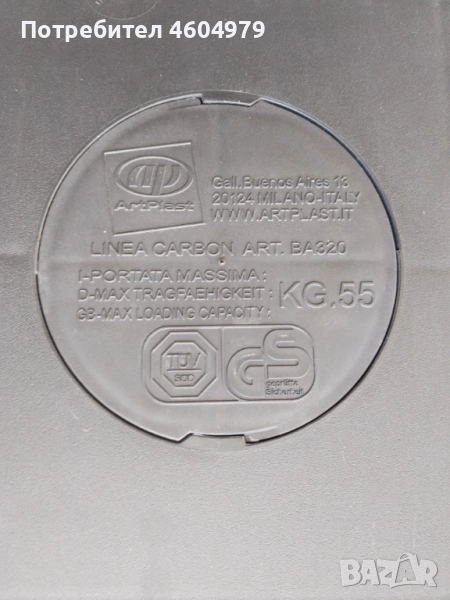 Потребител 4604979
ArtPlast
Gall.Buenos Aires 13
20124 MILANO-ITALY
WWW.ARTPLAST.IT
LINEA CARBON ART. BA320
I-PORTATA MASSIMA :
D-MAX TRAGFAEHIGKEIT :
GB-MAX LOADING CAPACITY :
KG.55
TÜV
GS
geprüfte
Sicherheit
BAZAR